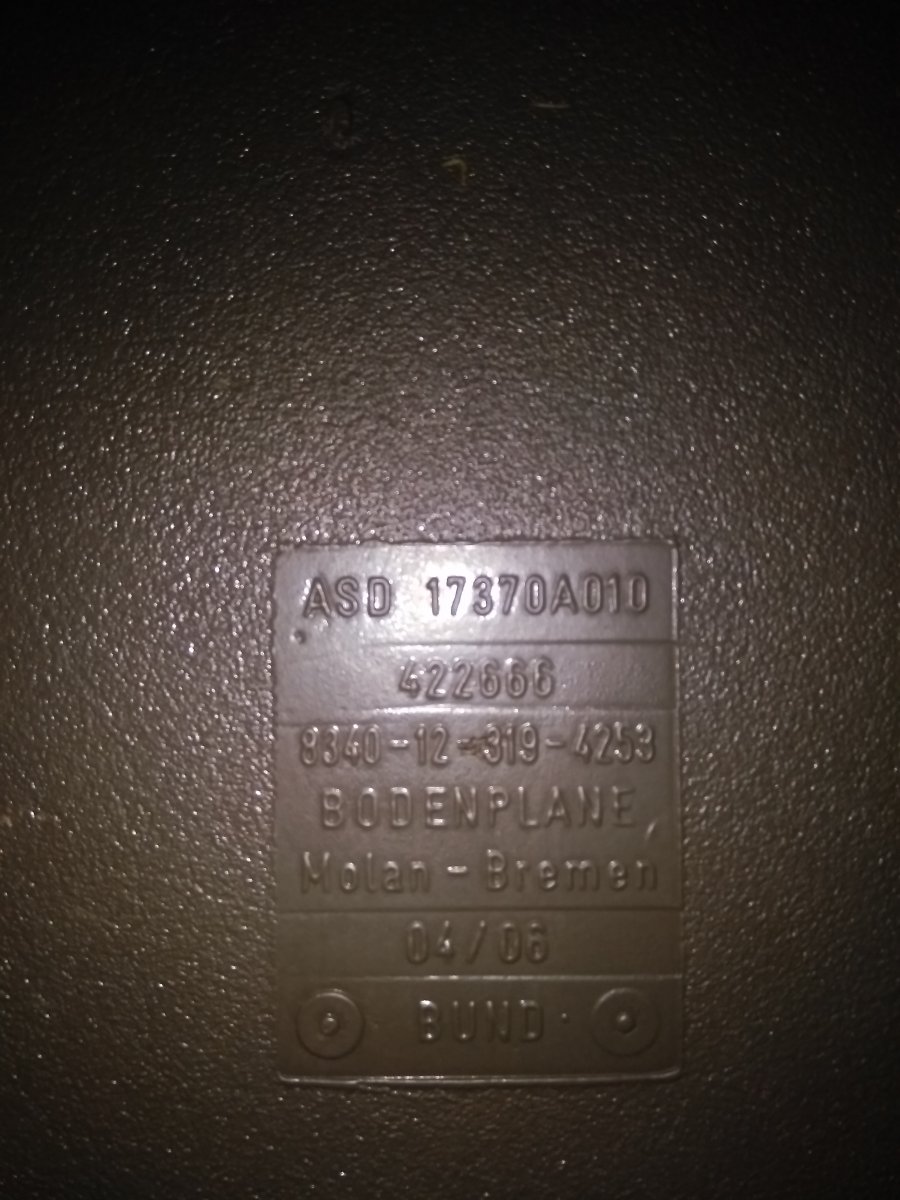 ASD 17370A010
422666
8340-12-319-4253
BODENPLANE
Molan - Bremen
04/06
BUND